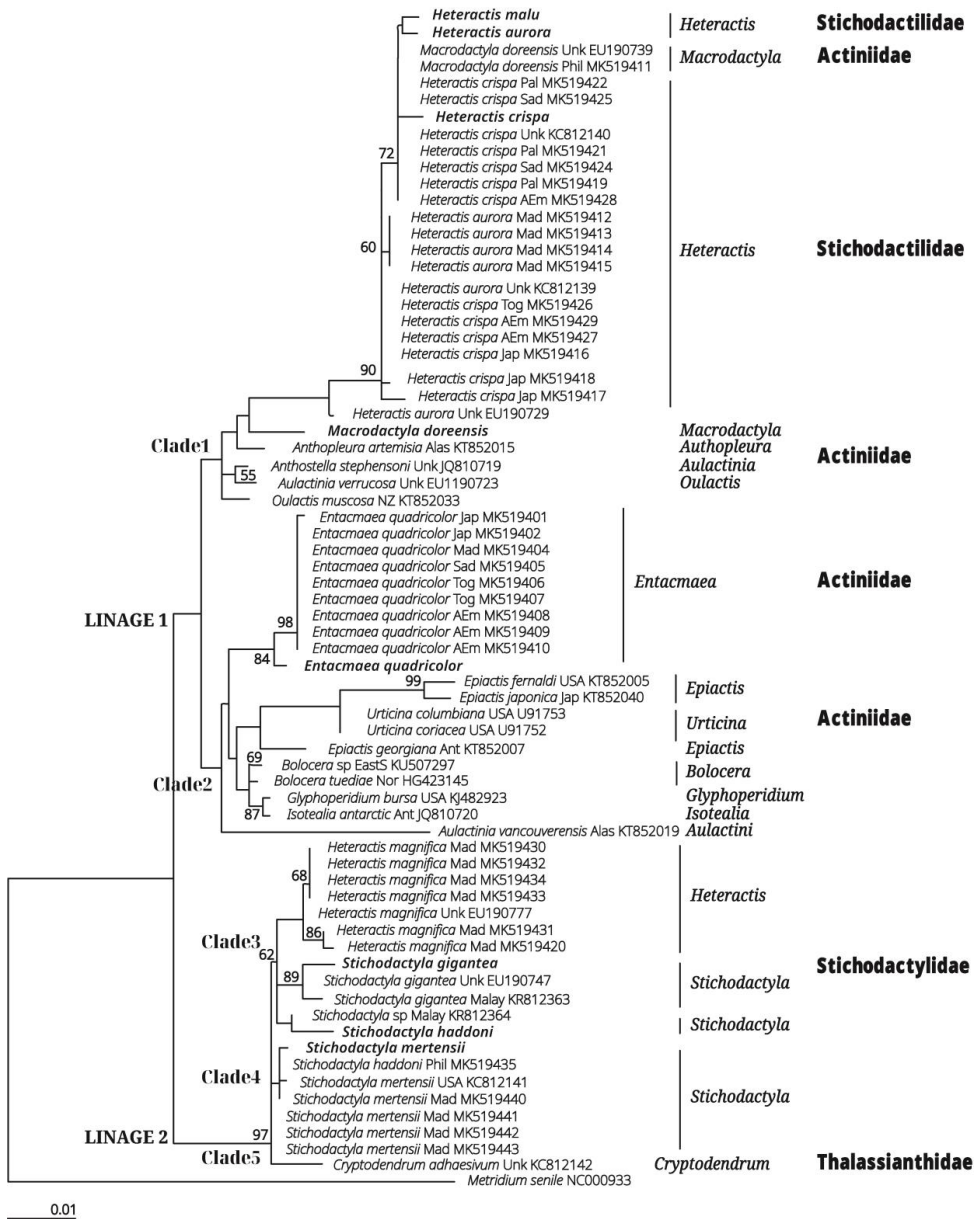 Heteractis malu
Heteractis aurora
Heteractis
Stichodactilidae
Macrodactyla doreensis Unk EU190739
Macrodactyla doreensis Phil MK519411
Macrodactyla
Actiniidae
Heteractis crispa Pal MK519422
Heteractis crispa Sad MK519425
Heteractis crispa
Heteractis crispa Unk KC812140
72
Heteractis crispa Pal MK519421
Heteractis crispa Sad MK519424
Heteractis crispa Pal MK519419
Heteractis crispa AEm MK519428
Heteractis aurora Mad MK519412
Heteractis aurora Mad MK519413
60
Heteractis aurora Mad MK519414
Heteractis aurora Mad MK519415
Heteractis
Stichodactilidae
Heteractis aurora Unk KC812139
Heteractis crispa Tog MK519426
Heteractis crispa AEm MK519429
Heteractis crispa AEm MK519427
Heteractis crispa Jap MK519416
90
Heteractis crispa Jap MK519418
Heteractis crispa Jap MK519417
Heteractis aurora Unk EU190729
Macrodactyla doreensis
Macrodactyla
Clade1
Anthopleura artemisia Alas KT852015
Authopleura
Actiniidae
Anthostella stephensoni Unk JQ810719
Aulactinia
55
Aulactinia verrucosa Unk EU1190723
Oulactis
Oulactis muscosa NZ KT852033
Entacmaea quadricolor Jap MK519401
Entacmaea quadricolor Jap MK519402
Entacmaea quadricolor Mad MK519404
Entacmaea quadricolor Sad MK519405
Entacmaea quadricolor Tog MK519406
Entacmaea
Actiniidae
Entacmaea quadricolor Tog MK519407
Entacmaea quadricolor AEm MK519408
LINAGE 1
98
Entacmaea quadricolor AEm MK519409
Entacmaea quadricolor AEm MK519410
84
Entacmaea quadricolor
99
Epiactis fernaldi USA KT852005
Epiactis japonica Jap KT852040
Epiactis
Urticina columbiana USA U91753
Urticina coriacea USA U91752
Urticina
Actiniidae
Epiactis georgiana Ant KT852007
Epiactis
69
Bolocera sp EastS KU507297
Bolocera tuediae Nor HG423145
Bolocera
Clade2
Glyphoperidium bursa USA KJ482923
Glyphoperidium
87
Isotealia antarctic Ant JQ810720
Isotealia
Aulactinia vancouverensis Alas KT852019
Aulactini
Heteractis magnifica Mad MK519430
Heteractis magnifica Mad MK519432
68
Heteractis magnifica Mad MK519434
Heteractis magnifica Mad MK519433
Heteractis
Heteractis magnifica Unk EU190777
86
Heteractis magnifica Mad MK519431
Heteractis magnifica Mad MK519420
Clade3
62
Stichodactyla gigantea
Stichodactylidae
89
Stichodactyla gigantea Unk EU190747
Stichodactyla gigantea Malay KR812363
Stichodactyla
Stichodactyla sp Malay KR812364
Stichodactyla haddoni
Stichodactyla
Stichodactyla mertensii
Stichodactyla haddoni Phil MK519435
Clade4
Stichodactyla mertensii USA KC812141
Stichodactyla mertensii Mad MK519440
Stichodactyla
Stichodactyla mertensii Mad MK519441
LINAGE 2
97
Stichodactyla mertensii Mad MK519442
Stichodactyla mertensii Mad MK519443
Clade5
Cryptodendrum adhaesivum Unk KC812142
Cryptodendrum
Thalassianthidae
Metridium senile NC000933
0.01